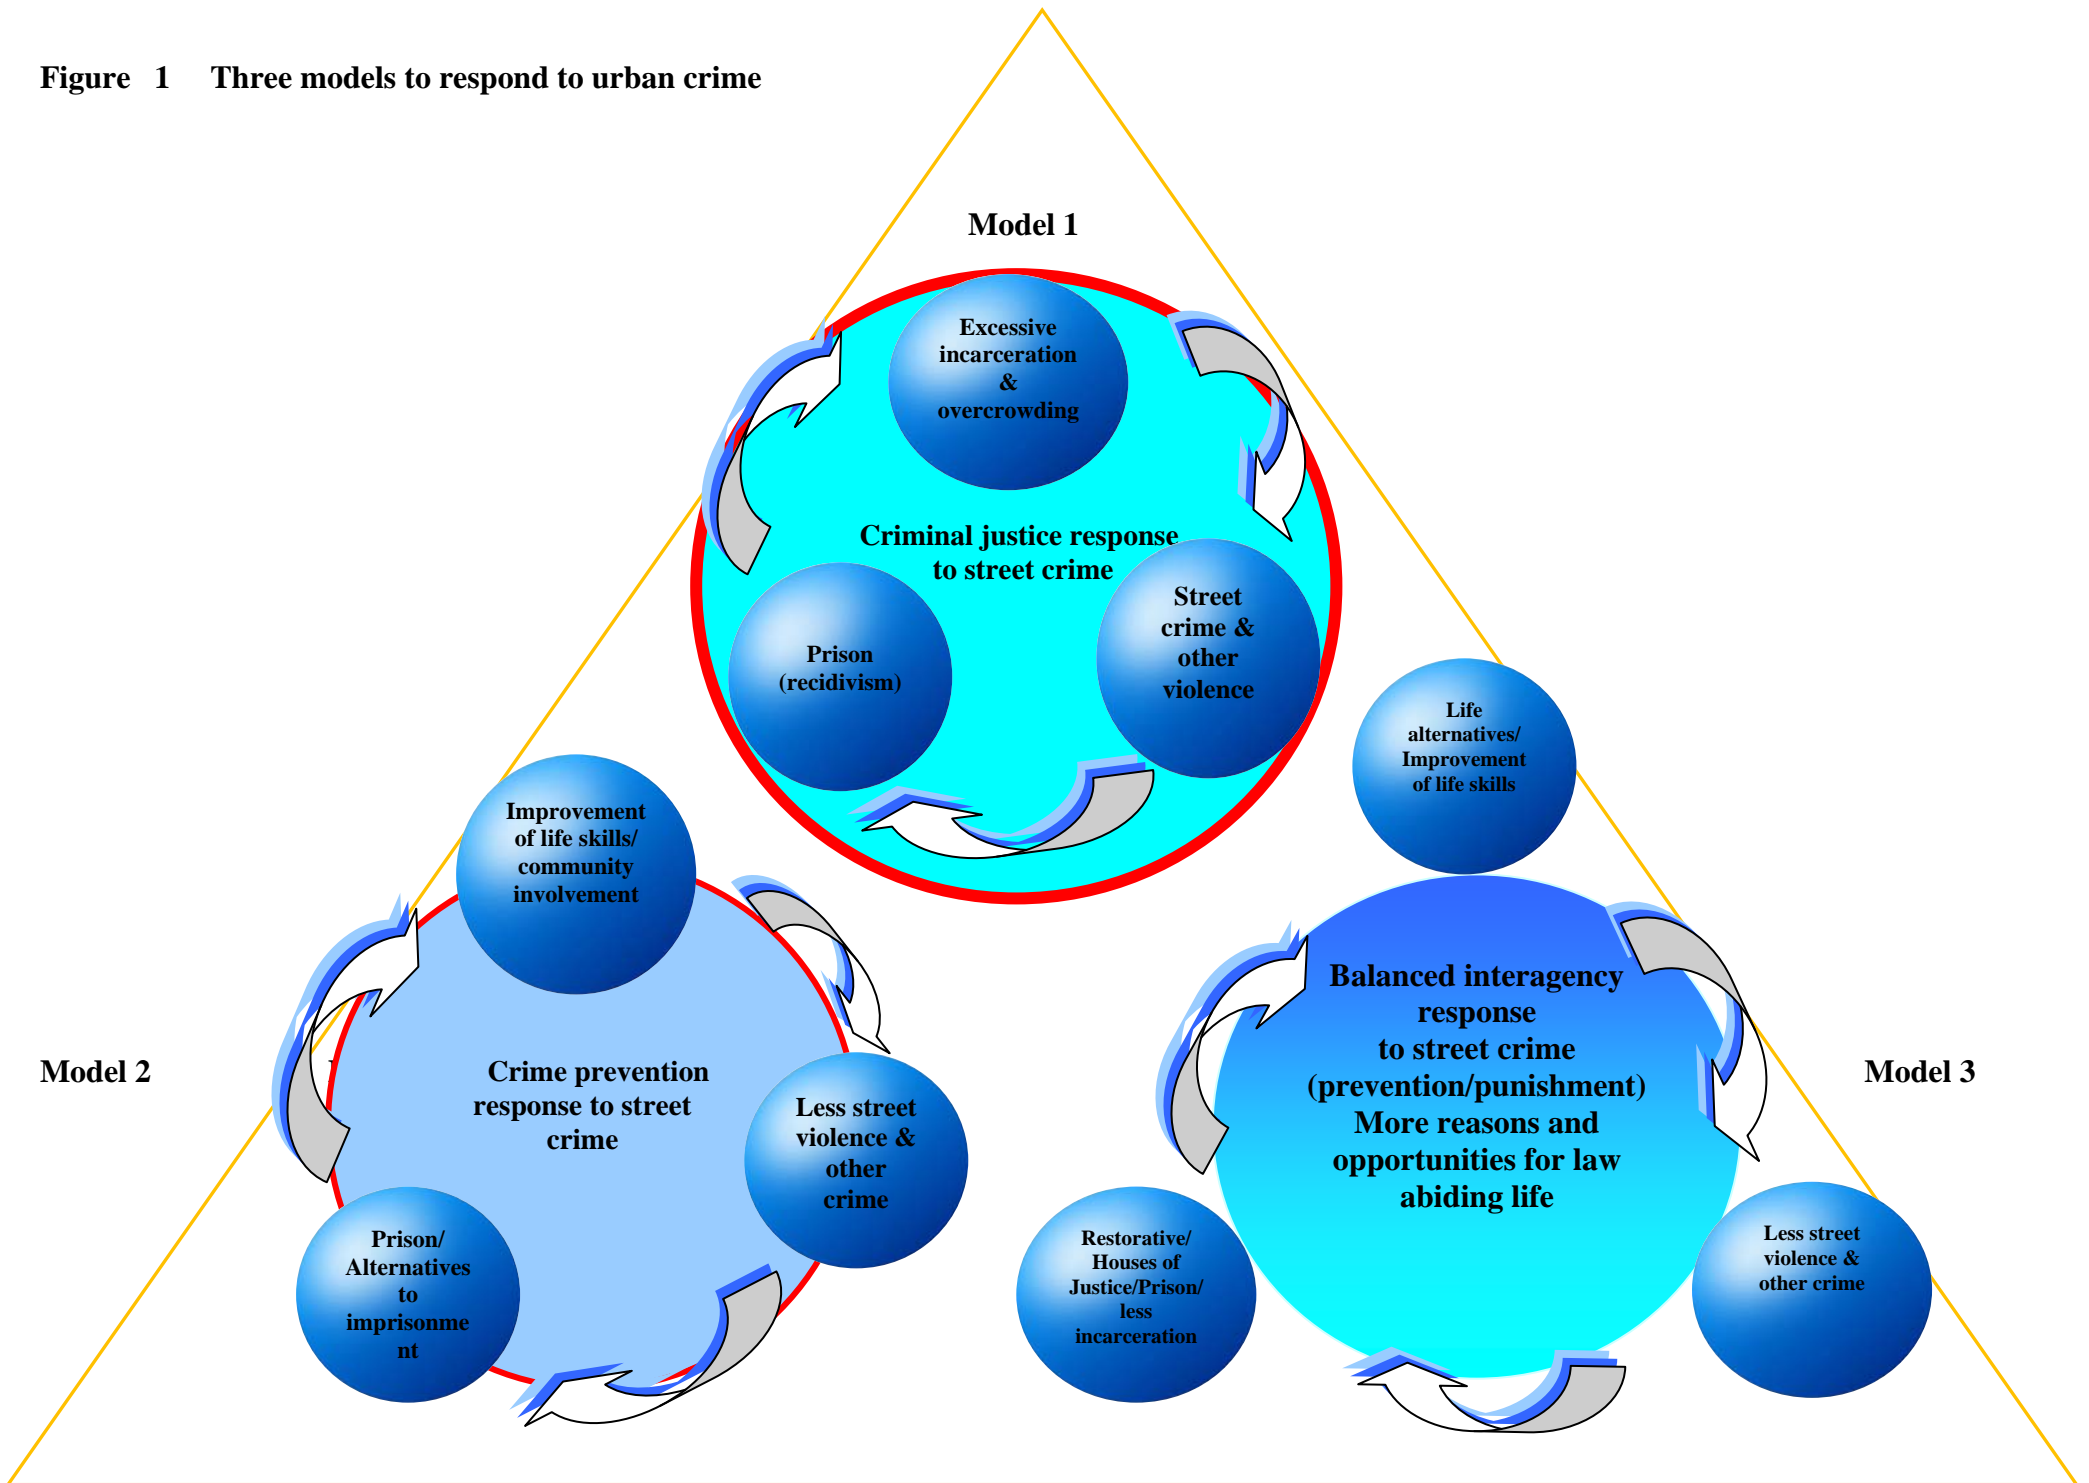 Figure 1 Three models to respond to urban crime
Model 1
Excessive
incarceration
&
overcrowding
Criminal justice response
to street crime
Street
crime &
other
violence
Prison
(recidivism)
Life
alternatives/
Improvement
of life skills
Improvement
of life skills/
community
involvement
Model 2
Crime prevention
response to street
crime
Less street
violence &
other
crime
Prison/
Alternatives
to
imprisonme
nt
Balanced interagency
response
to street crime
(prevention/punishment)
More reasons and
opportunities for law
abiding life
Model 3
Restorative/
Houses of
Justice/Prison/
less
incarceration
Less street
violence &
other crime